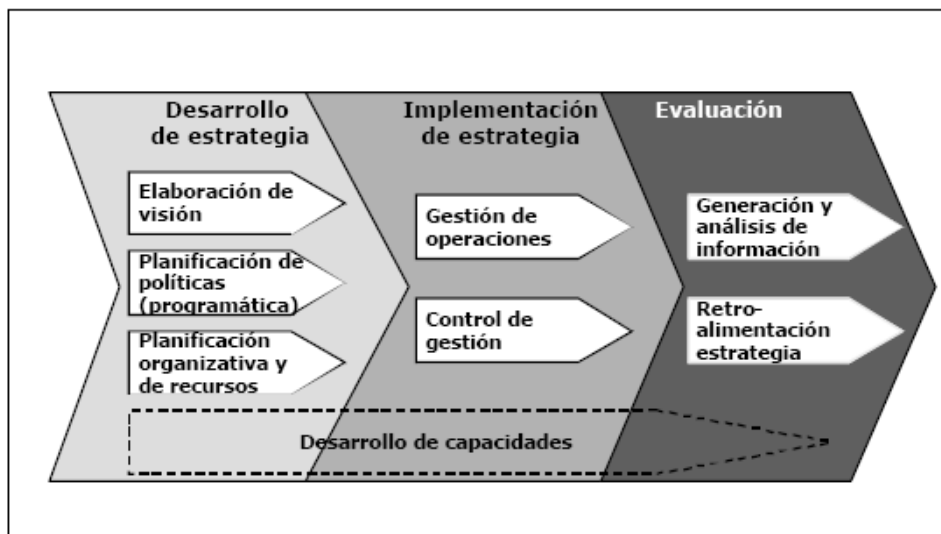 Desarrollo
de estrategia
Elaboración de
visión
Planificación de
políticas
(programática)
Planificación
organizativa y
de recursos
Implementación
de estrategia
Gestión de
operaciones
Control de
gestión
Evaluación
Generación y
análisis de
información
Retro-
alimentación
estrategia
Desarrollo de capacidades